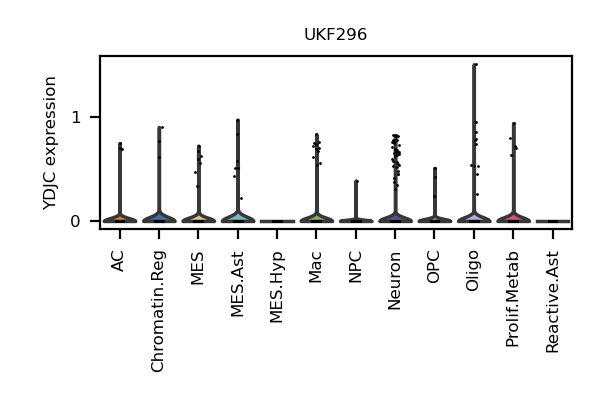 UKF296
YDJC expression
1
0
AC
Chromatin.Reg
MES
MES.Ast
MES.Hyp
Mac
NPC
Neuron
OPC
Oligo
Prolif.Metab
Reactive.Ast